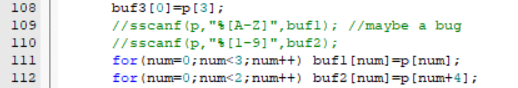 108 buf3[0]=p[3];
109 //sscanf(p,"%[A-Z]",buf1); //maybe a bug
110 //sscanf(p,"%[1-9]",buf2);
111 for(num=0;num<3;num++) buf1[num]=p[num];
112 for(num=0;num<2;num++) buf2[num]=p[num+4];